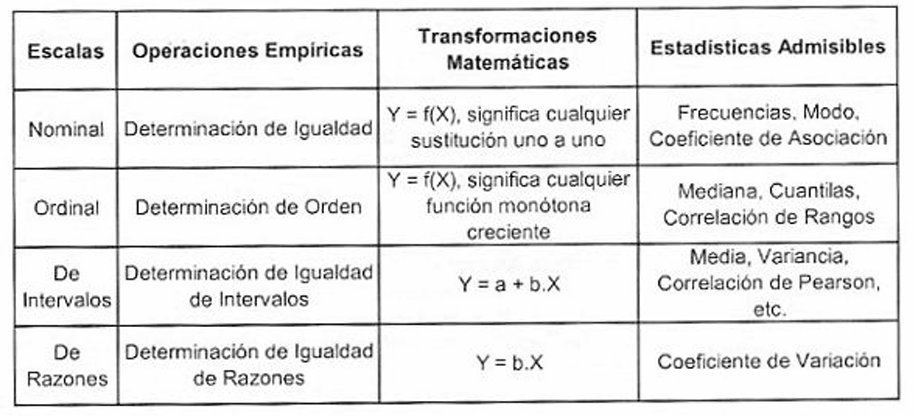 Escalas
Operaciones Empíricas
Transformaciones
Matemáticas
Estadísticas Admisibles
Nominal
Determinación de Igualdad
Y = f(X), significa cualquier
sustitución uno a uno
Frecuencias, Modo,
Coeficiente de Asociación
Ordinal
Determinación de Orden
Y = f(X), significa cualquier
función monótona
creciente
Mediana, Cuantilas,
Correlación de Rangos
De
Intervalos
Determinación de Igualdad
de Intervalos
Y = a + b.X
Media, Variancia,
Correlación de Pearson,
etc.
De
Razones
Determinación de Igualdad
de Razones
Y = b.X
Coeficiente de Variación